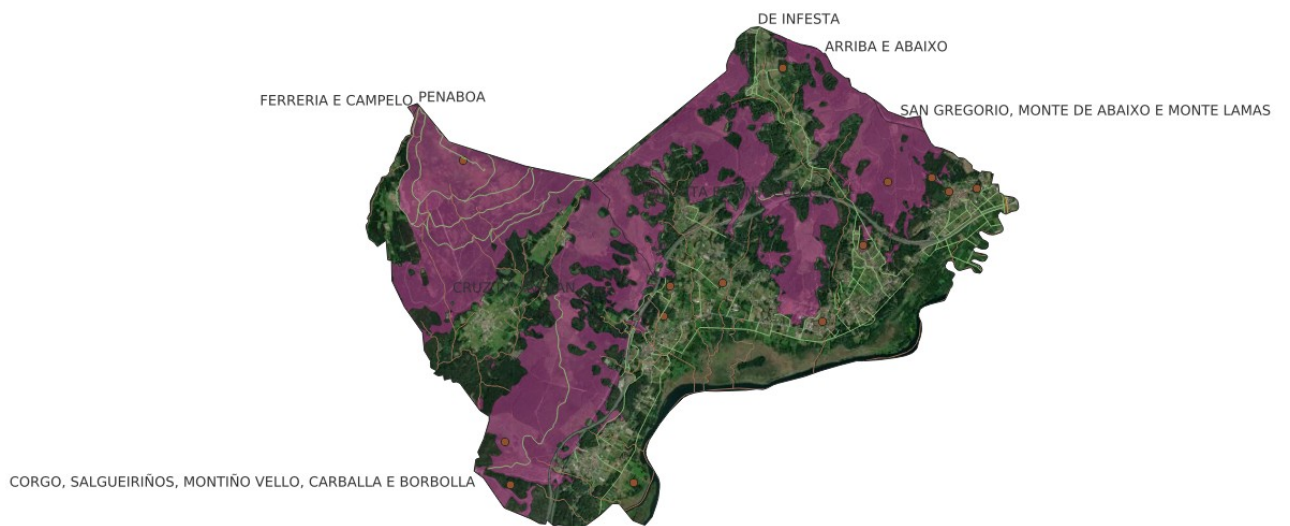 DE INFESTA
ARRIBA E ABAIXO
FERRERIA E CAMPELO
PENABOA
SAN GREGORIO, MONTE DE ABAIXO E MONTE LAMAS
CORGO, SALGUEIRIÑOS, MONTIÑO VELLO, CARBALLA E BORBOLLA